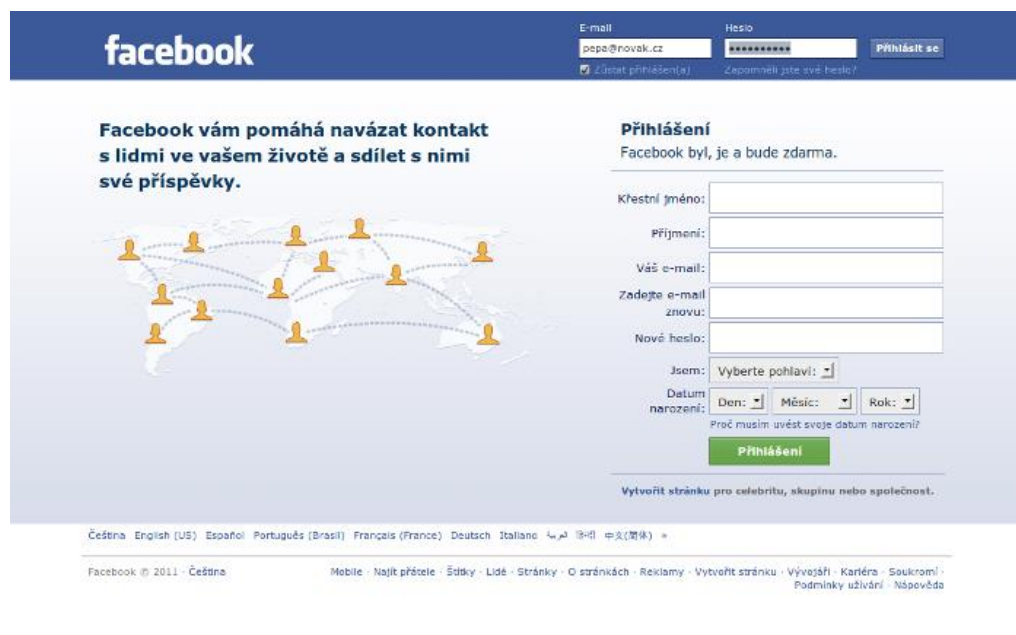 facebook
E-mail
Heslo
pepa@novak.cz
••••••••••
Přihlásit se
Zůstat přihlášen(a)
Zapomněli jste své heslo?
Facebook vám pomáhá navázat kontakt
s lidmi ve vašem životě a sdílet s nimi
své příspěvky.
Přihlášení
Facebook byl, je a bude zdarma.
Křestní jméno:
Příjmení:
Váš e-mail:
Zadejte e-mail
znovu:
Nové heslo:
Jsem:
Vyberte pohlaví:
Datum
narození:
Den:
Měsíc:
Rok:
Proč musím uvést svoje datum narození?
Přihlášení
Vytvořit stránku pro celebritu, skupinu nebo společnost.
Čeština English (US) Español Português (Brasil) Français (France) Deutsch Italiano العربية हिन्दी 中文(简体) »
Facebook © 2011 · Čeština
Mobile · Najít přátele · Štítky · Lidé · Stránky · O stránkách · Reklamy · Vytvořit stránku · Vývojáři · Kariéra · Soukromí ·
Podmínky užívání · Nápověda